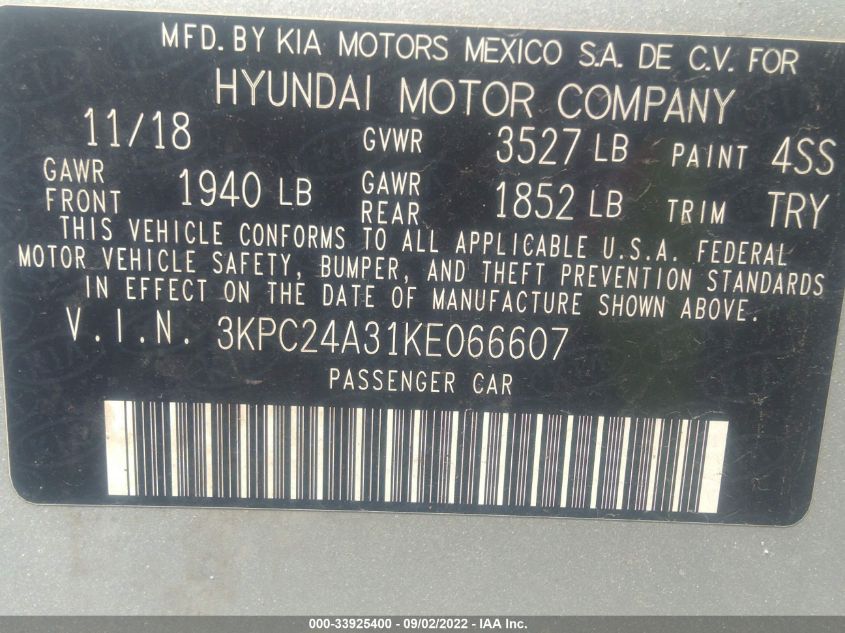 MFD. BY KIA MOTORS MEXICO S.A. DE C.V. FOR
HYUNDAI MOTOR COMPANY
11/18 GVWR 3527 LB PAINT 4SS
GAWR FRONT 1940 LB GAWR REAR 1852 LB TRIM TRY
THIS VEHICLE CONFORMS TO ALL APPLICABLE U.S.A. FEDERAL
MOTOR VEHICLE SAFETY, BUMPER, AND THEFT PREVENTION STANDARDS
IN EFFECT ON THE DATE OF MANUFACTURE SHOWN ABOVE.
V.I.N. 3KPC24A31KE066607
PASSENGER CAR
000-33925400 - 09/02/2022 - IAA Inc.